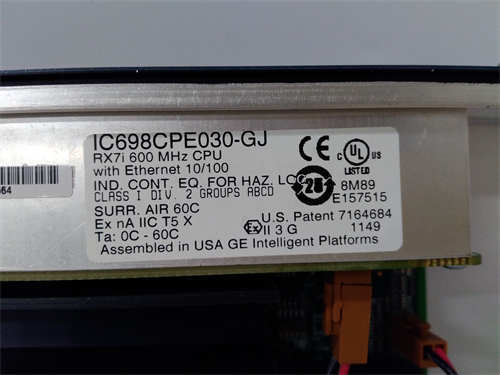 IC698CPE030-GJ
RX7i 600 MHz CPU
with Ethernet 10/100
IND. CONT. EQ. FOR HAZ. LOC
CLASS I DIV. 2 GROUPS ABCD
SURR. AIR 60C
Ex nA IIC T5 X
Ta: 0C - 60C
Assembled in USA GE Intelligent Platforms
CE
UL
LISTED
8M89
E157515
U.S. Patent 7164684
Ex II 3 G
1149